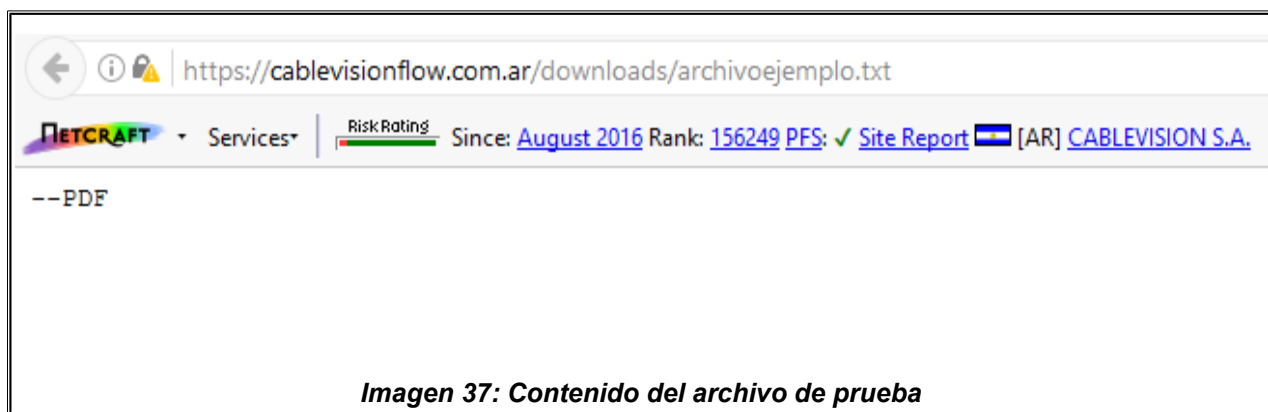 https://cablevisionflow.com.ar/downloads/archivoejemplo.txt
NETCRAFT Services Risk Rating Since: August 2016 Rank: 156249 PFS: ✓ Site Report [AR] CABLEVISION S.A.
--PDF
Imagen 37: Contenido del archivo de prueba